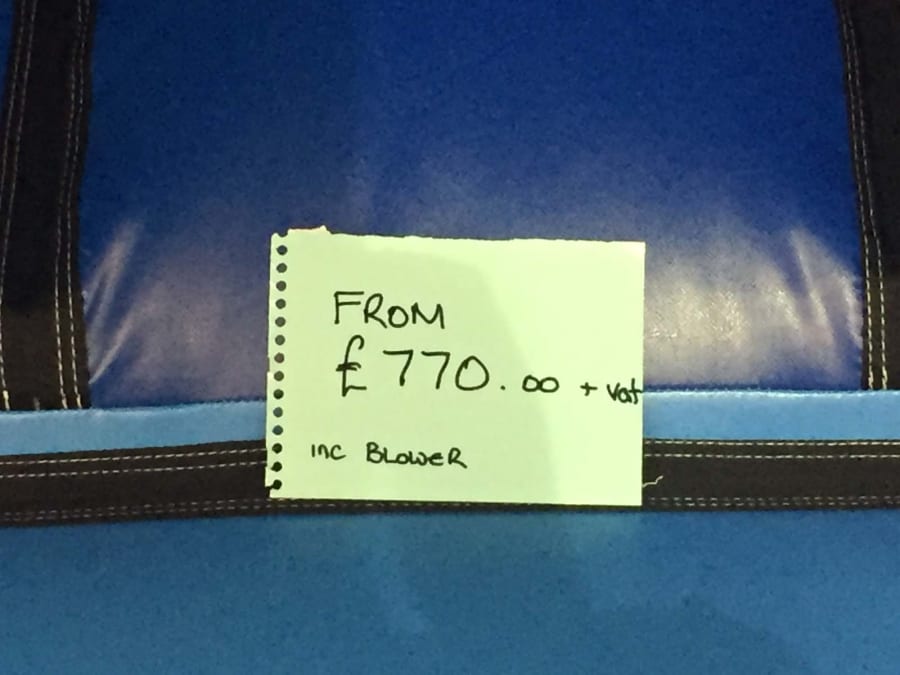 FROM
£770.00 + vat
inc BLOWER